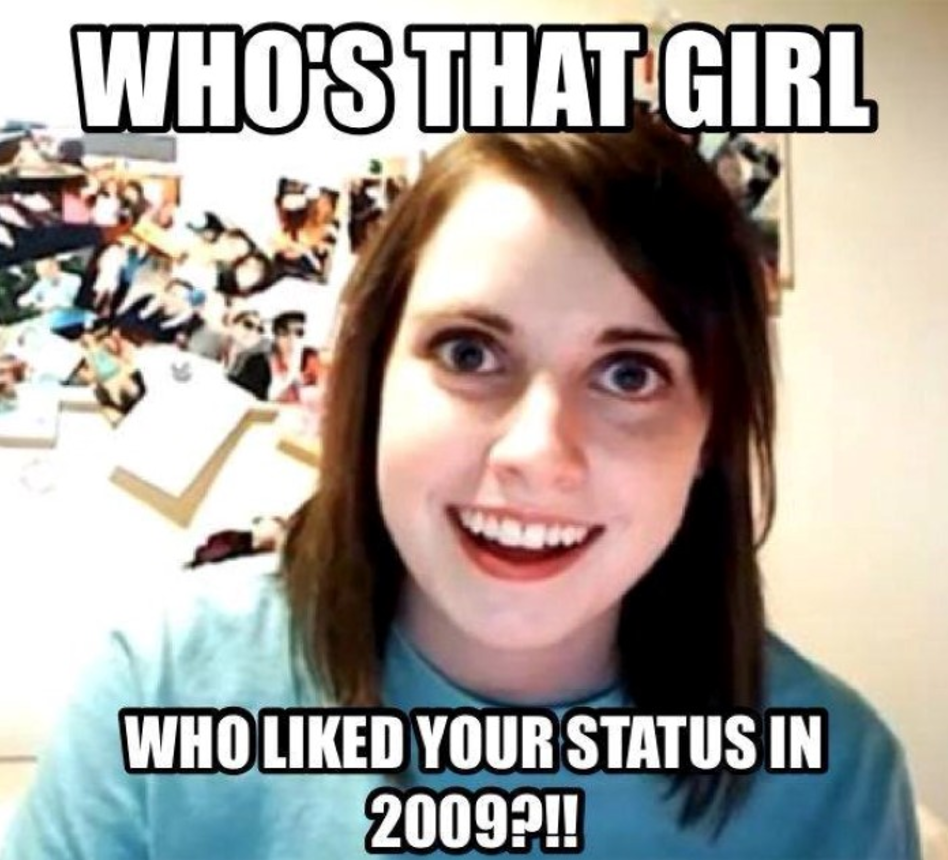 WHO'S THAT GIRL
WHO LIKED YOUR STATUS IN
2009?!!